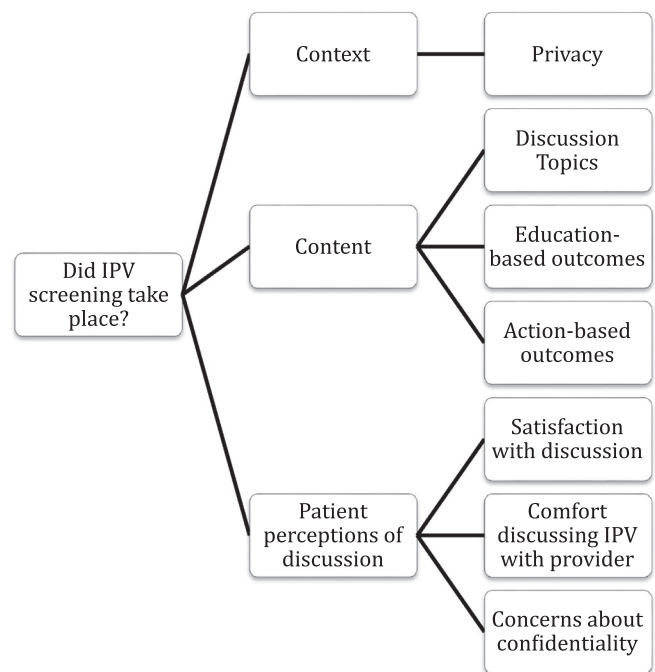 Did IPV
screening take
place?
Context
Privacy
Content
Discussion
Topics
Education-
based outcomes
Action-based
outcomes
Patient
perceptions of
discussion
Satisfaction
with discussion
Comfort
discussing IPV
with provider
Concerns about
confidentiality